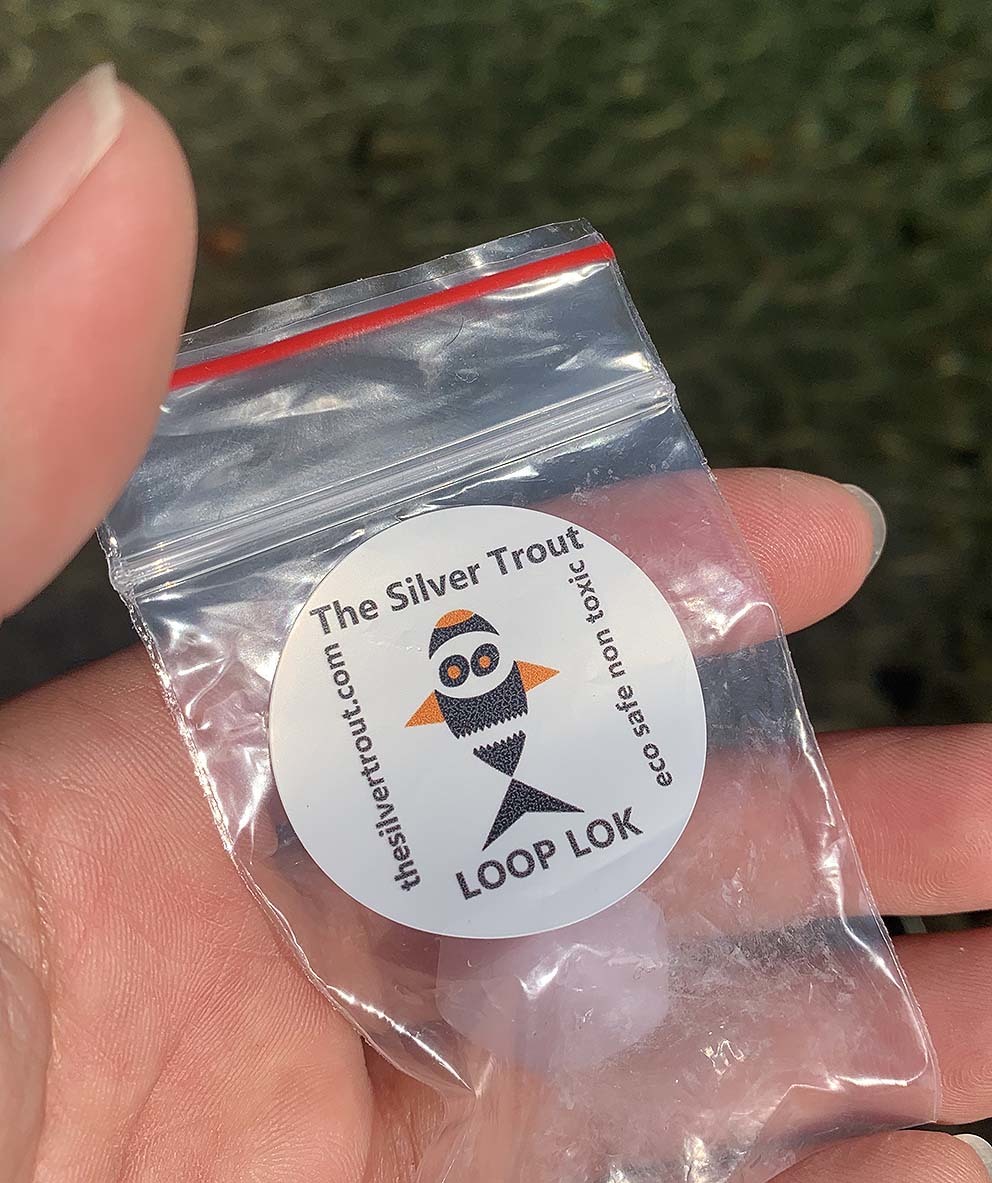 The Silver Trout
thesilvertrout.com
eco safe non toxic
LOOP LOK